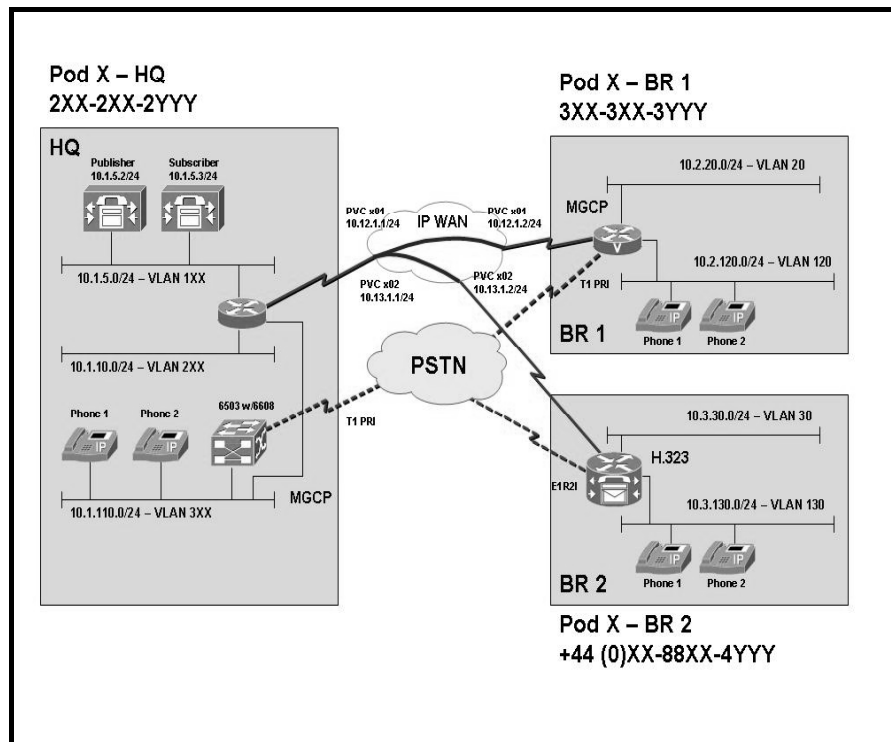 Pod X – HQ
2XX-2XX-2YYY
HQ
Publisher
10.1.5.2/24
Subscriber
10.1.5.3/24
10.1.5.0/24 – VLAN 1XX
10.1.10.0/24 – VLAN 2XX
Phone 1
Phone 2
6503 w/6608
IP
IP
MGCP
10.1.110.0/24 – VLAN 3XX
T1 PRI
PVC x01
10.12.1.1/24
IP WAN
PVC x01
10.12.1.2/24
PVC x02
10.13.1.1/24
PVC x02
10.13.1.2/24
PSTN
Pod X – BR 1
3XX-3XX-3YYY
10.2.20.0/24 – VLAN 20
MGCP
V
10.2.120.0/24 – VLAN 120
T1 PRI
IP
IP
Phone 1
Phone 2
BR 1
10.3.30.0/24 – VLAN 30
H.323
E1R2I
10.3.130.0/24 – VLAN 130
IP
IP
Phone 1
Phone 2
BR 2
Pod X – BR 2
+44 (0)XX-88XX-4YYY